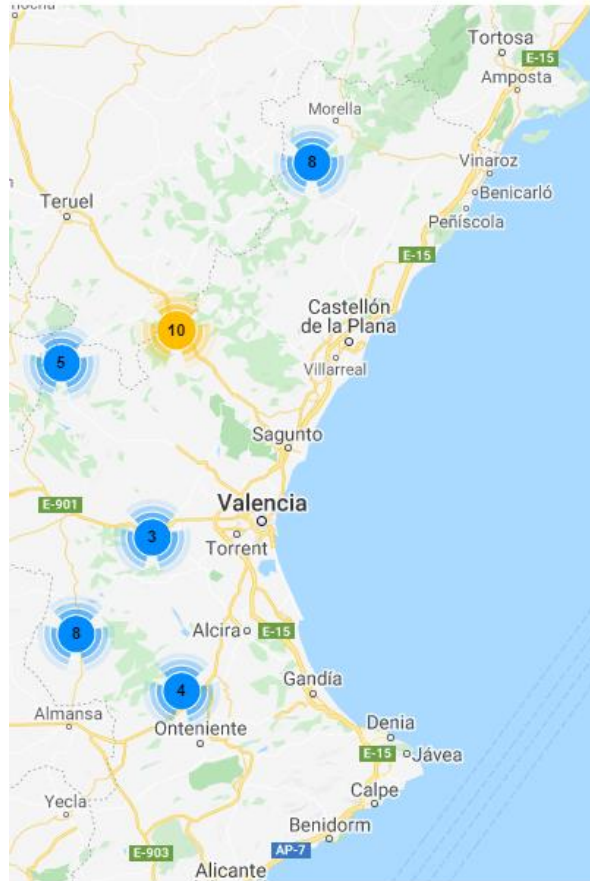 Tortosa
E-15
Amposta
Morella
8
Vinaroz
Benicarló
Teruel
Peñíscola
E-15
Castellón
de la Plana
10
Villarreal
5
Sagunto
E-901
Valencia
3
Torrent
Alcira
E-15
8
4
Gandía
Almansa
Onteniente
Denia
E-15
Jávea
Yecla
Calpe
Benidorm
E-903
AP-7
Alicante